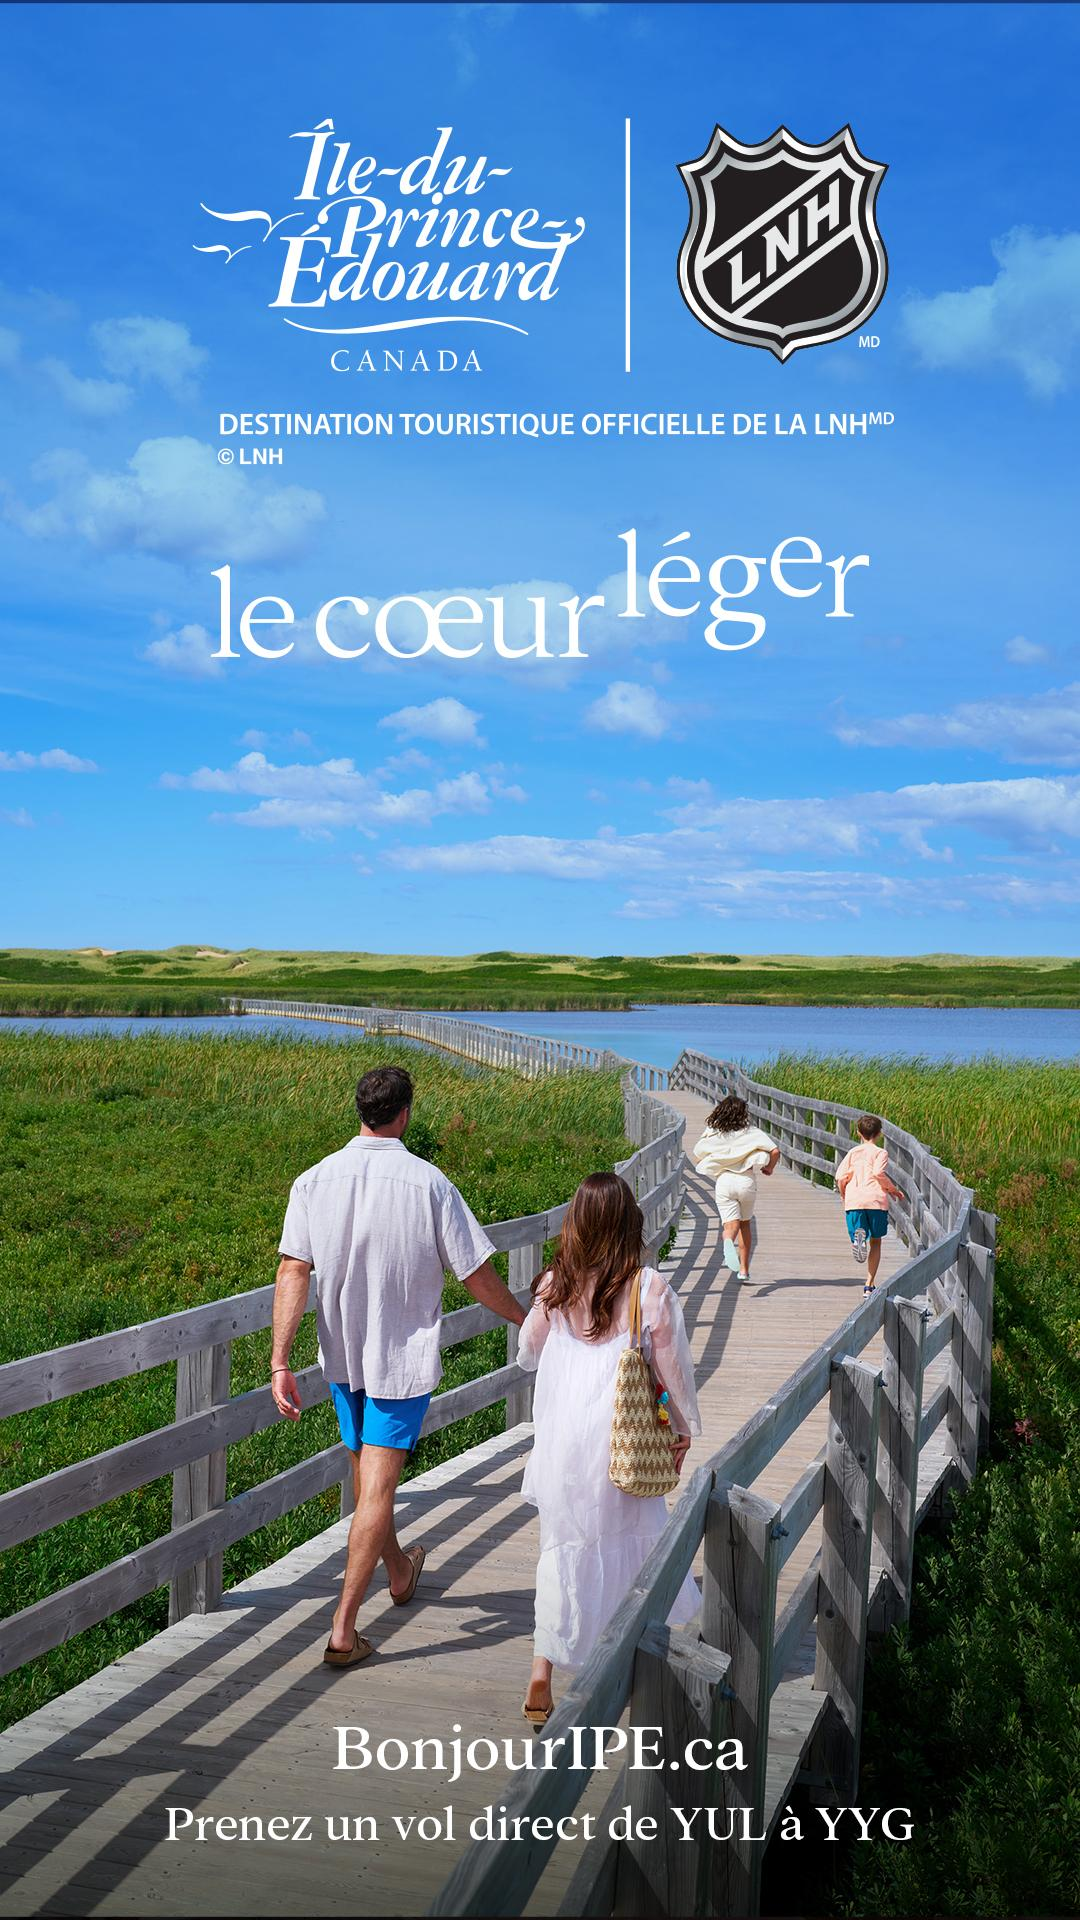 Île-du-
Prince-
Édouard
CANADA
LNH
MD
DESTINATION TOURISTIQUE OFFICIELLE DE LA LNHMD
© LNH
le cœur léger
BonjourIPE.ca
Prenez un vol direct de YUL à YYG